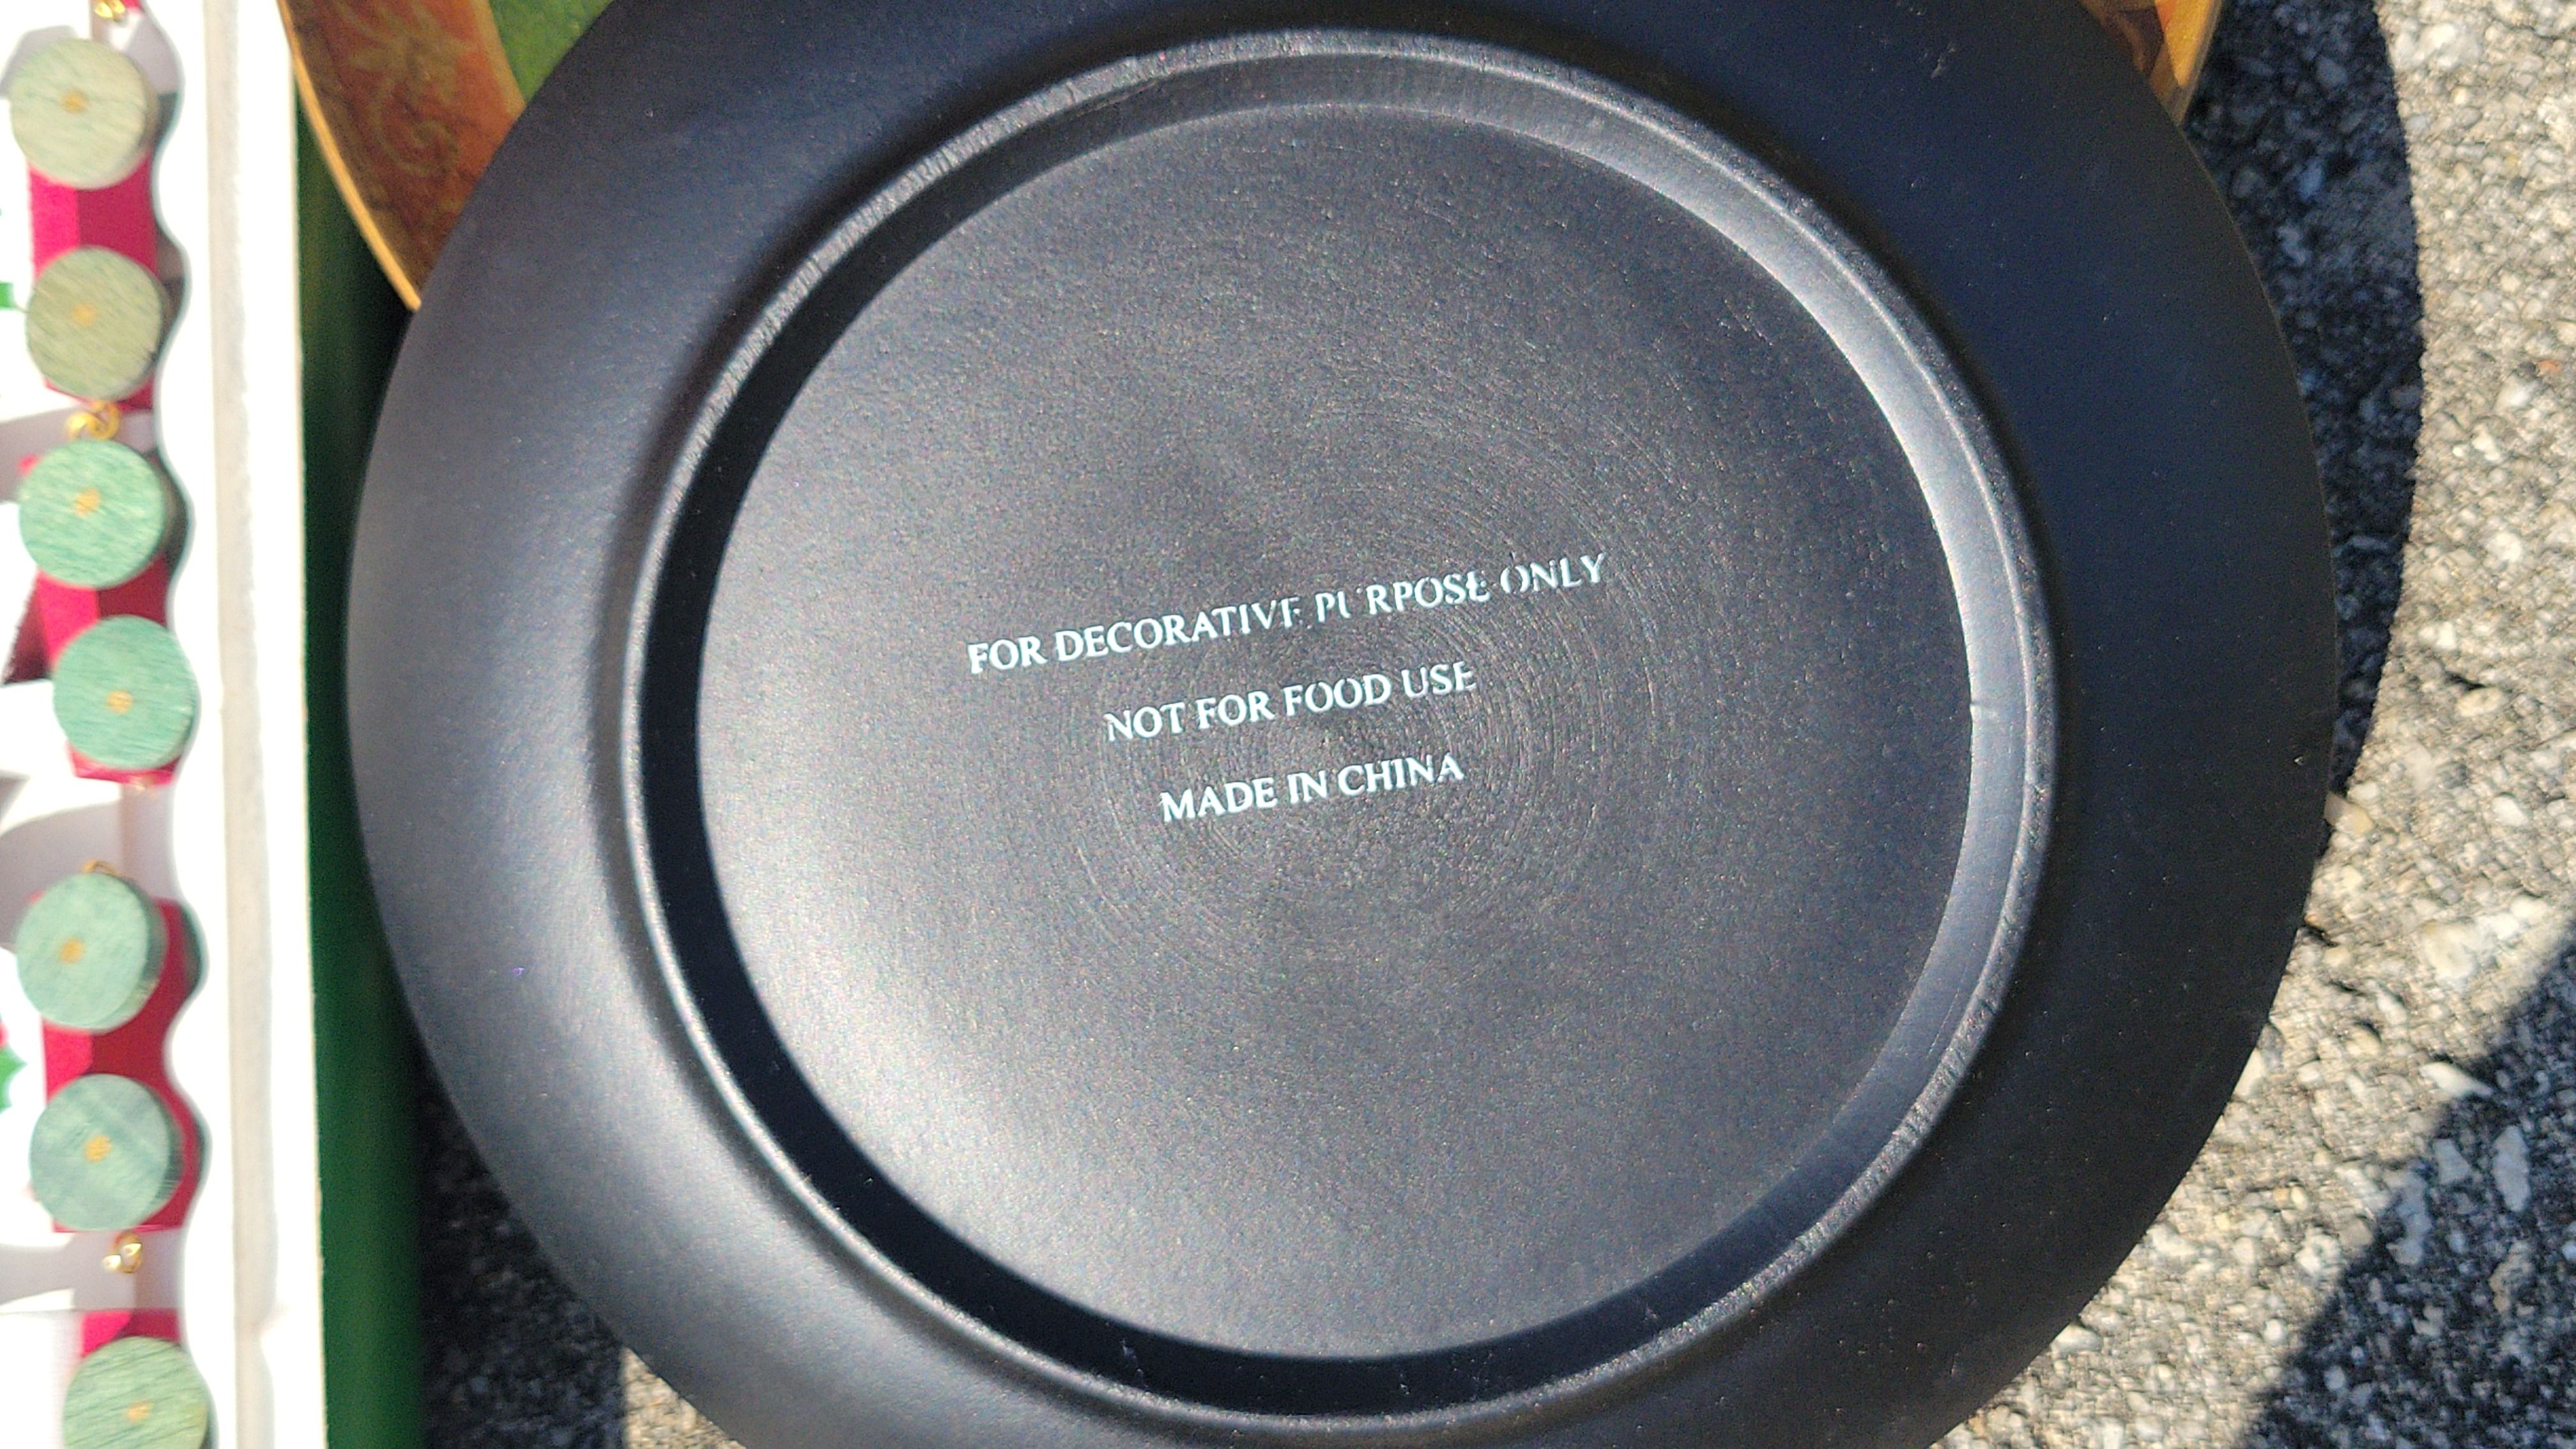 FOR DECORATIVE PURPOSE ONLY
NOT FOR FOOD USE
MADE IN CHINA